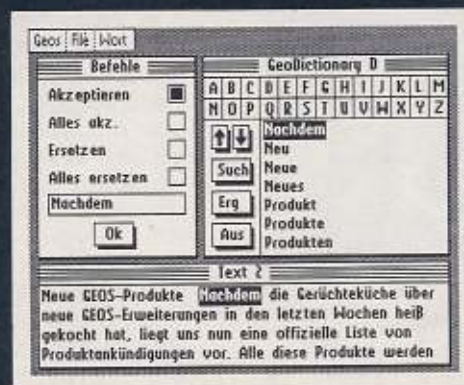 Geos File Wort
Befehle
Akzeptieren
Alles akz.
Ersetzen
Alles ersetzen
Nachdem
Ok
GeoDictionary D
A B C D E F G H I J K L M
N O P Q R S T U V W X Y Z
Such
Erg
Aus
Nachdem
Neu
Neue
Neues
Produkt
Produkte
Produkten
Text 2
Neue GEOS-Produkte Nachdem die Gerüchteküche über
neue GEOS-Erweiterungen in den letzten Wochen heiß
gekocht hat, liegt uns nun eine offizielle Liste von
Produktankündigungen vor. Alle diese Produkte werden